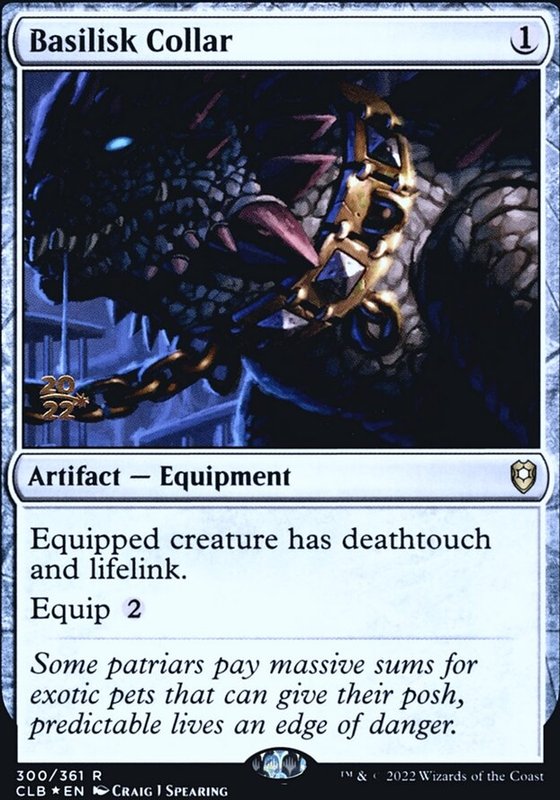 Basilisk Collar 1
20
22
Artifact — Equipment
Equipped creature has deathtouch
and lifelink.
Equip 2
Some patriars pay massive sums for
exotic pets that can give their posh,
predictable lives an edge of danger.
300/361 R
CLB ★ EN Craig J Spearing
™ & © 2022 Wizards of the Coast